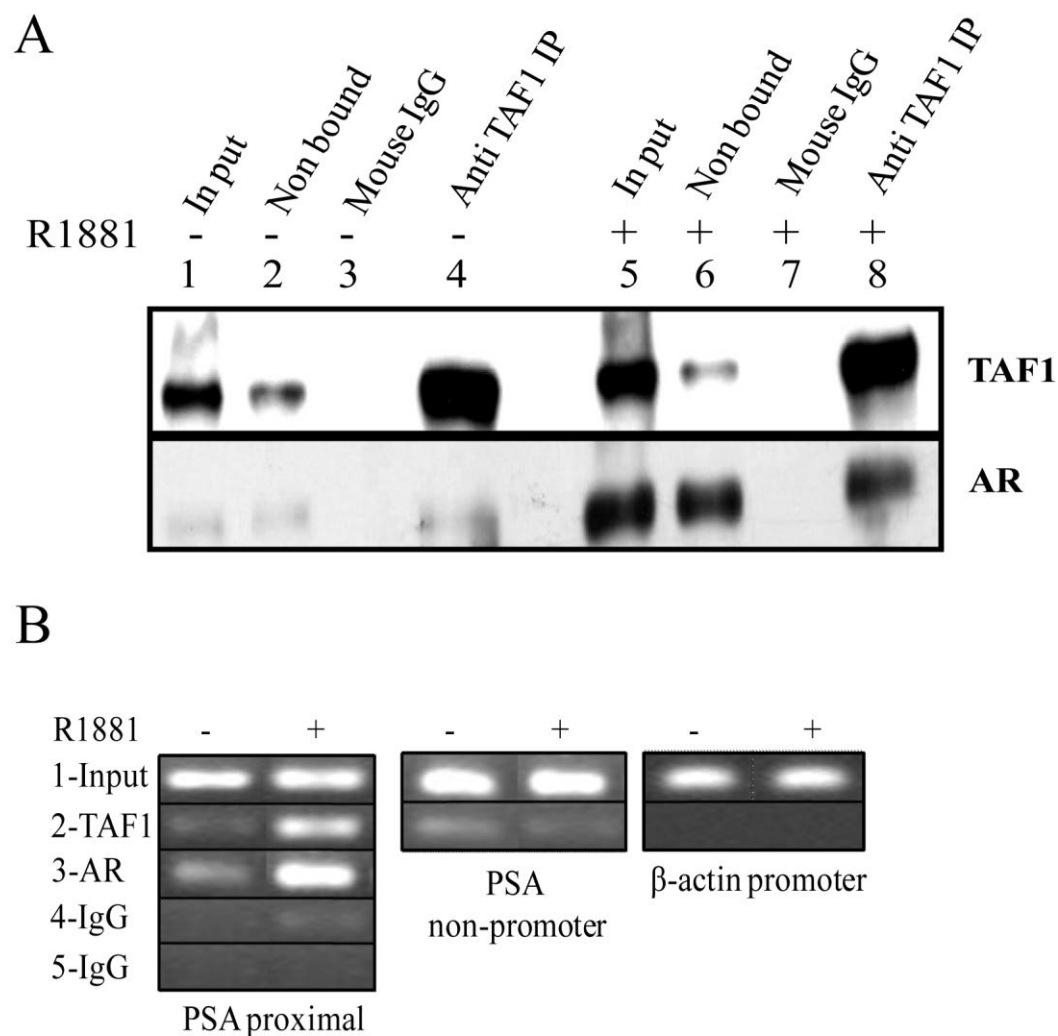 A
In put
Non bound
Mouse IgG
Anti TAF1 IP
In put
Non bound
Mouse IgG
Anti TAF1 IP
R1881 - - - - + + + +
1 2 3 4 5 6 7 8
TAF1
AR
B
R1881 - + - + - +
1-Input
2-TAF1
3-AR
4-IgG
5-IgG
PSA proximal
PSA
non-promoter
β-actin promoter